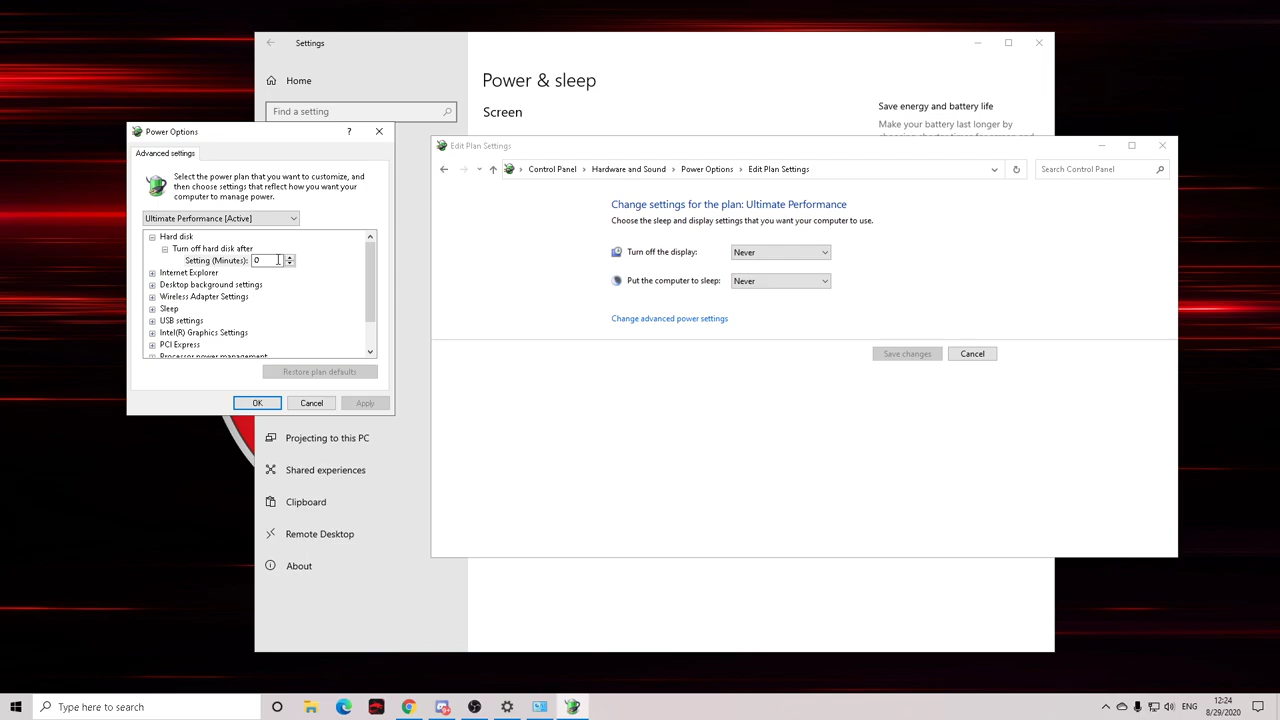 Settings
Home
Find a setting
Power & sleep
Screen
Save energy and battery life
Make your battery last longer by
Power Options
?
Advanced settings
Select the power plan that you want to customize, and
then choose settings that reflect how you want your
computer to manage power.
Ultimate Performance [Active]
Hard disk
Turn off hard disk after
Setting (Minutes): 0
Internet Explorer
Desktop background settings
Wireless Adapter Settings
Sleep
USB settings
Intel(R) Graphics Settings
PCI Express
Processor power management
Restore plan defaults
OK Cancel Apply
Edit Plan Settings
Control Panel > Hardware and Sound > Power Options > Edit Plan Settings
Search Control Panel
Change settings for the plan: Ultimate Performance
Choose the sleep and display settings that you want your computer to use.
Turn off the display: Never
Put the computer to sleep: Never
Change advanced power settings
Save changes Cancel
Projecting to this PC
Shared experiences
Clipboard
Remote Desktop
About
Type here to search
ENG
12:24
8/29/2020